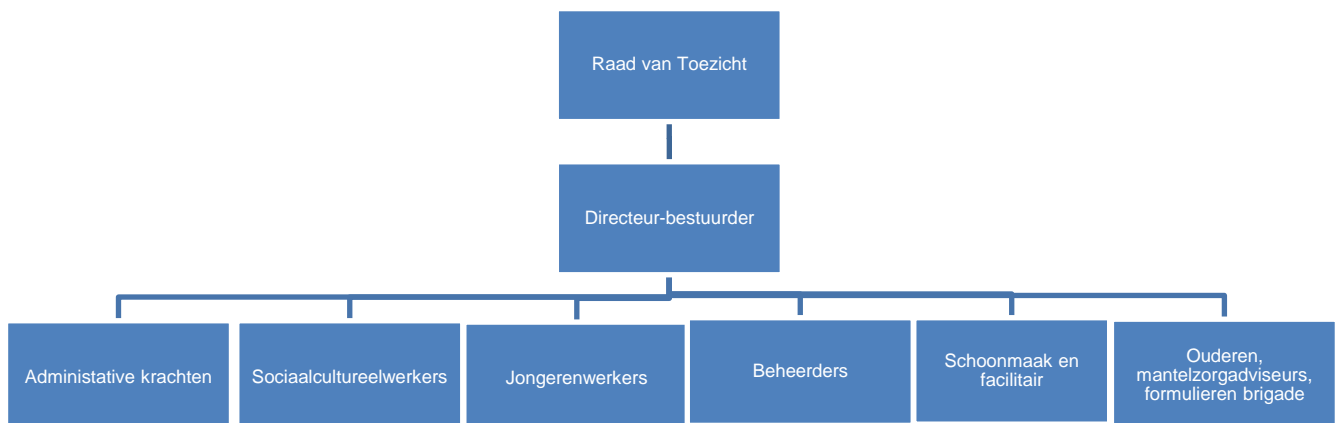 Raad van Toezicht
Directeur-bestuurder
Administative krachten
Sociaalcultureelwerkers
Jongerenwerkers
Beheerders
Schoonmaak en
facilitair
Ouderen,
mantelzorgadviseurs,
formulieren brigade